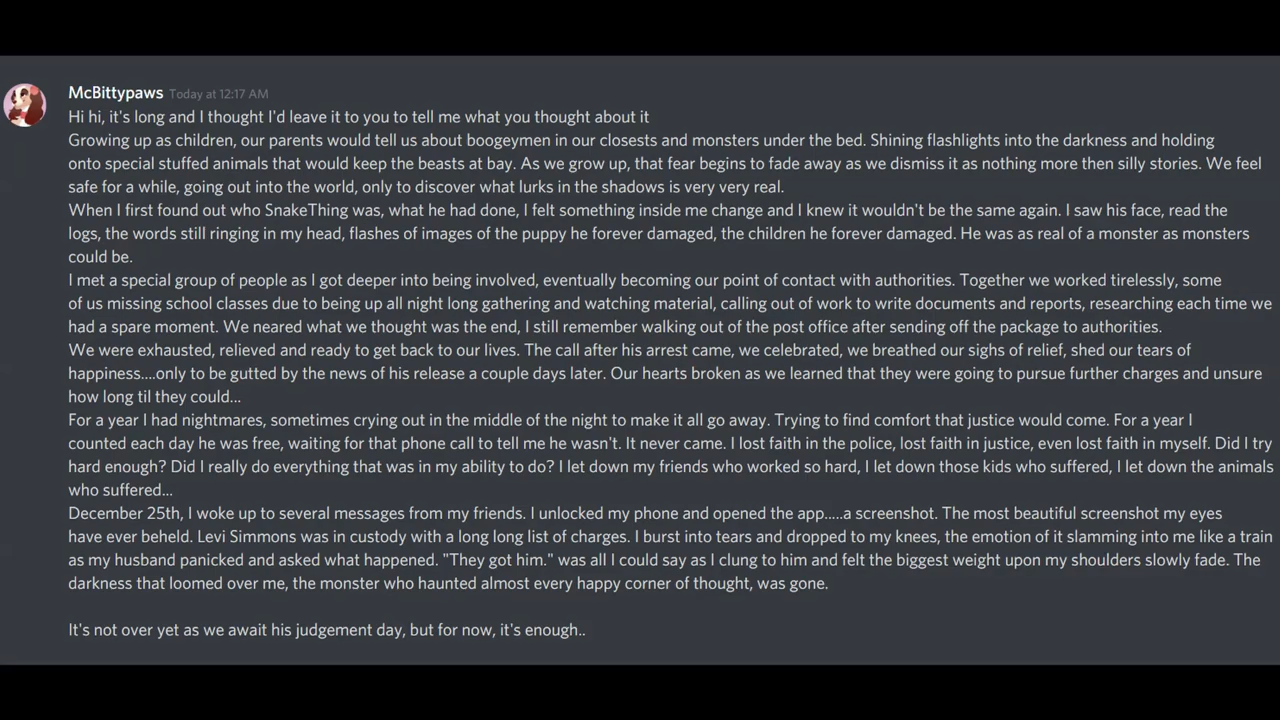 McBittypaws Today at 12:17 AM
Hi hi, it's long and I thought I'd leave it to you to tell me what you thought about it
Growing up as children, our parents would tell us about boogeymen in our closests and monsters under the bed. Shining flashlights into the darkness and holding
onto special stuffed animals that would keep the beasts at bay. As we grow up, that fear begins to fade away as we dismiss it as nothing more then silly stories. We feel
safe for a while, going out into the world, only to discover what lurks in the shadows is very very real.
When I first found out who SnakeThing was, what he had done, I felt something inside me change and I knew it wouldn't be the same again. I saw his face, read the
logs, the words still ringing in my head, flashes of images of the puppy he forever damaged, the children he forever damaged. He was as real of a monster as monsters
could be.
I met a special group of people as I got deeper into being involved, eventually becoming our point of contact with authorities. Together we worked tirelessly, some
of us missing school classes due to being up all night long gathering and watching material, calling out of work to write documents and reports, researching each time we
had a spare moment. We neared what we thought was the end, I still remember walking out of the post office after sending off the package to authorities.
We were exhausted, relieved and ready to get back to our lives. The call after his arrest came, we celebrated, we breathed our sighs of relief, shed our tears of
happiness....only to be gutted by the news of his release a couple days later. Our hearts broken as we learned that they were going to pursue further charges and unsure
how long til they could...
For a year I had nightmares, sometimes crying out in the middle of the night to make it all go away. Trying to find comfort that justice would come. For a year I
counted each day he was free, waiting for that phone call to tell me he wasn't. It never came. I lost faith in the police, lost faith in justice, even lost faith in myself. Did I try
hard enough? Did I really do everything that was in my ability to do? I let down my friends who worked so hard, I let down those kids who suffered, I let down the animals
who suffered...
December 25th, I woke up to several messages from my friends. I unlocked my phone and opened the app.....a screenshot. The most beautiful screenshot my eyes
have ever beheld. Levi Simmons was in custody with a long long list of charges. I burst into tears and dropped to my knees, the emotion of it slamming into me like a train
as my husband panicked and asked what happened. "They got him." was all I could say as I clung to him and felt the biggest weight upon my shoulders slowly fade. The
darkness that loomed over me, the monster who haunted almost every happy corner of thought, was gone.
It's not over yet as we await his judgement day, but for now, it's enough..